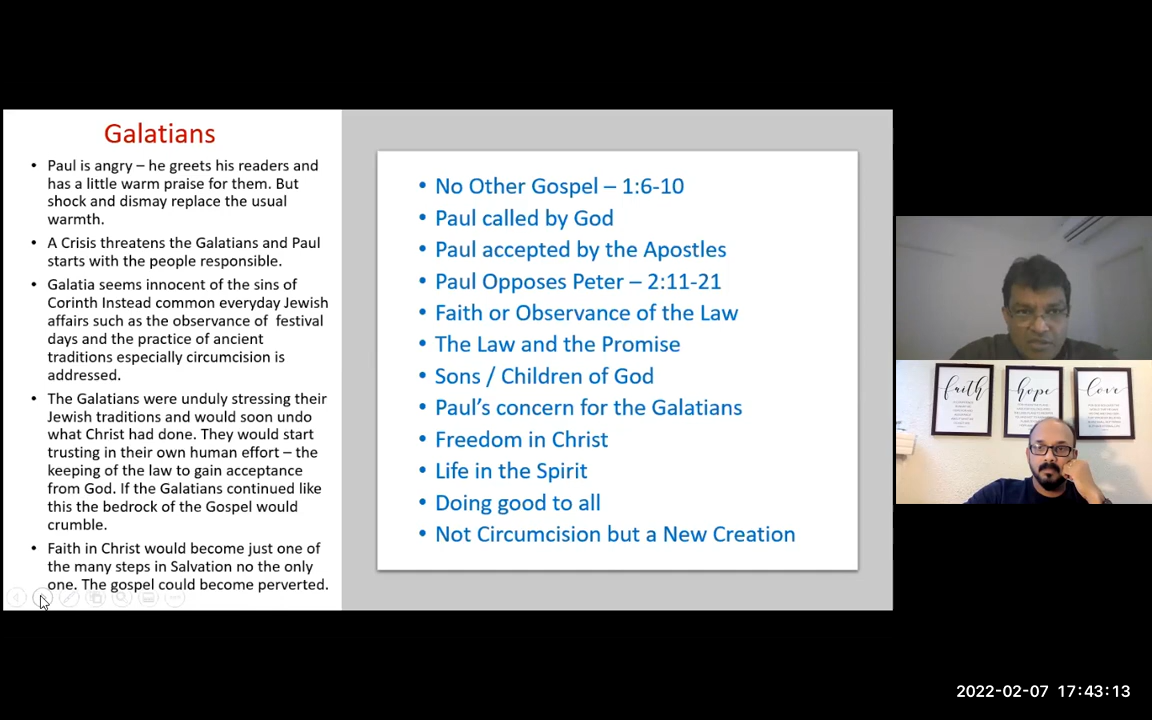 Galatians
• Paul is angry – he greets his readers and
has a little warm praise for them. But
shock and dismay replace the usual
warmth.
• A Crisis threatens the Galatians and Paul
starts with the people responsible.
• Galatia seems innocent of the sins of
Corinth Instead common everyday Jewish
affairs such as the observance of festival
days and the practice of ancient
traditions especially circumcision is
addressed.
• The Galatians were unduly stressing their
Jewish traditions and would soon undo
what Christ had done. They would start
trusting in their own human effort – the
keeping of the law to gain acceptance
from God. If the Galatians continued like
this the bedrock of the Gospel would
crumble.
• Faith in Christ would become just one of
the many steps in Salvation no the only
one. The gospel could become perverted.
• No Other Gospel – 1:6-10
• Paul called by God
• Paul accepted by the Apostles
• Paul Opposes Peter – 2:11-21
• Faith or Observance of the Law
• The Law and the Promise
• Sons / Children of God
• Paul's concern for the Galatians
• Freedom in Christ
• Life in the Spirit
• Doing good to all
• Not Circumcision but a New Creation
faith hope love
2022-02-07 17:43:13